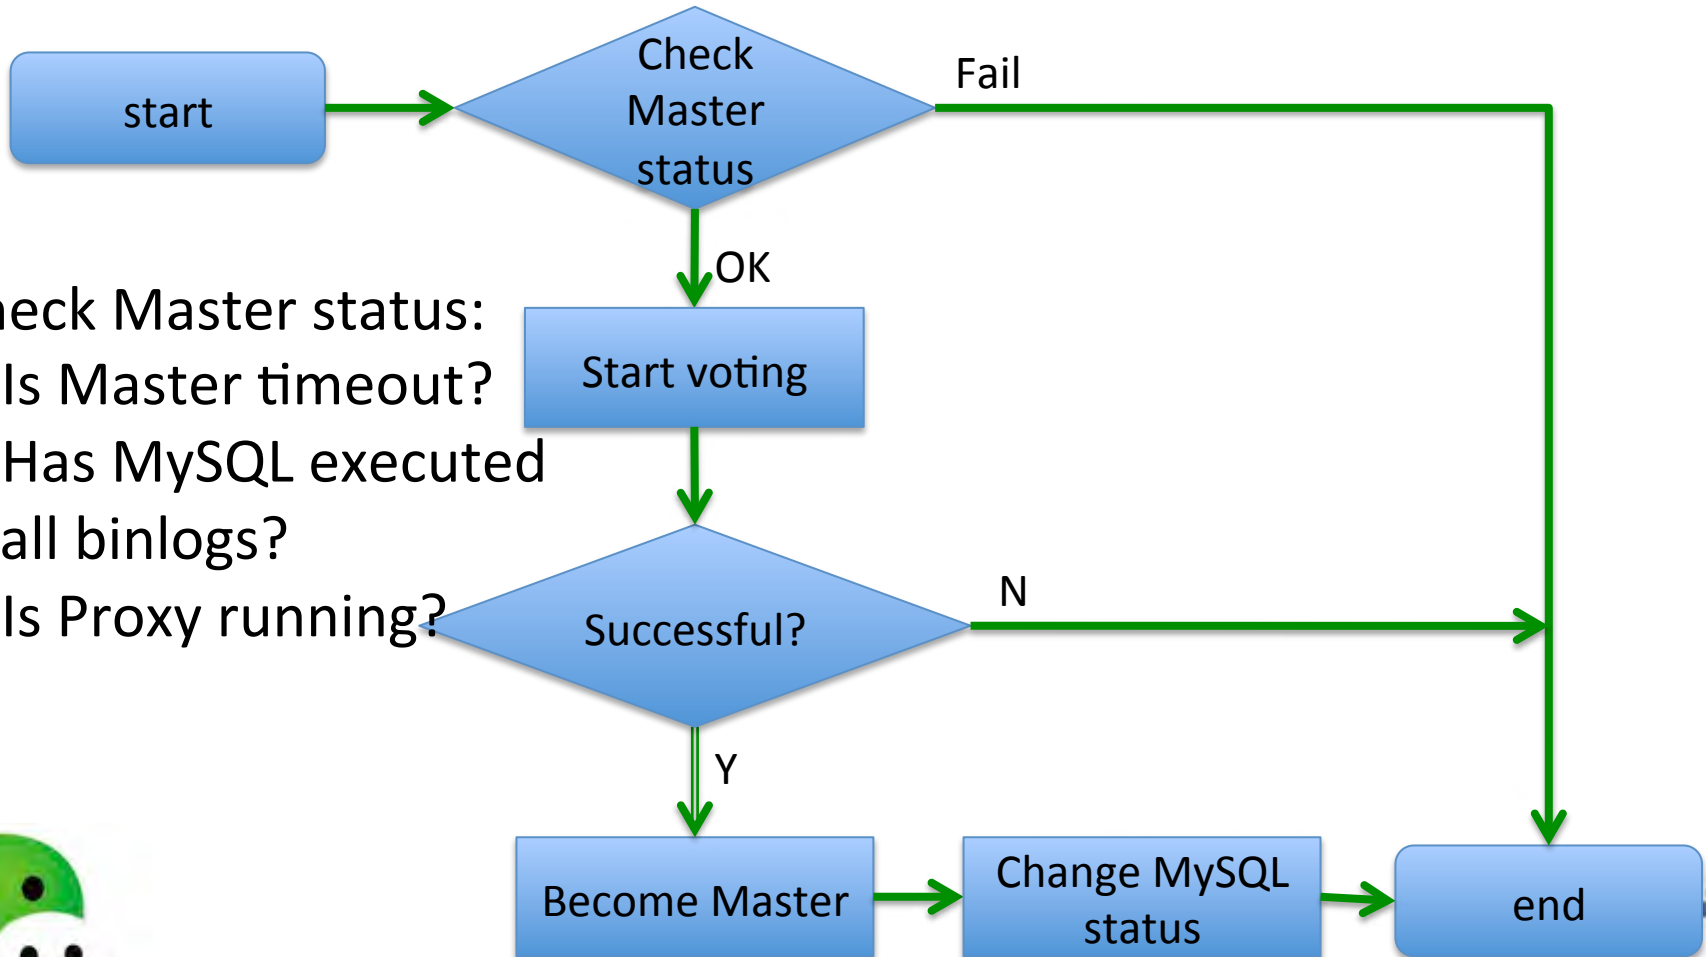 start
Check
Master
status
Fail
OK
heck Master status:
Is Master timeout?
Has MySQL executed
all binlogs?
Is Proxy running?
Start voting
Successful?
N
Y
Become Master
Change MySQL
status
end